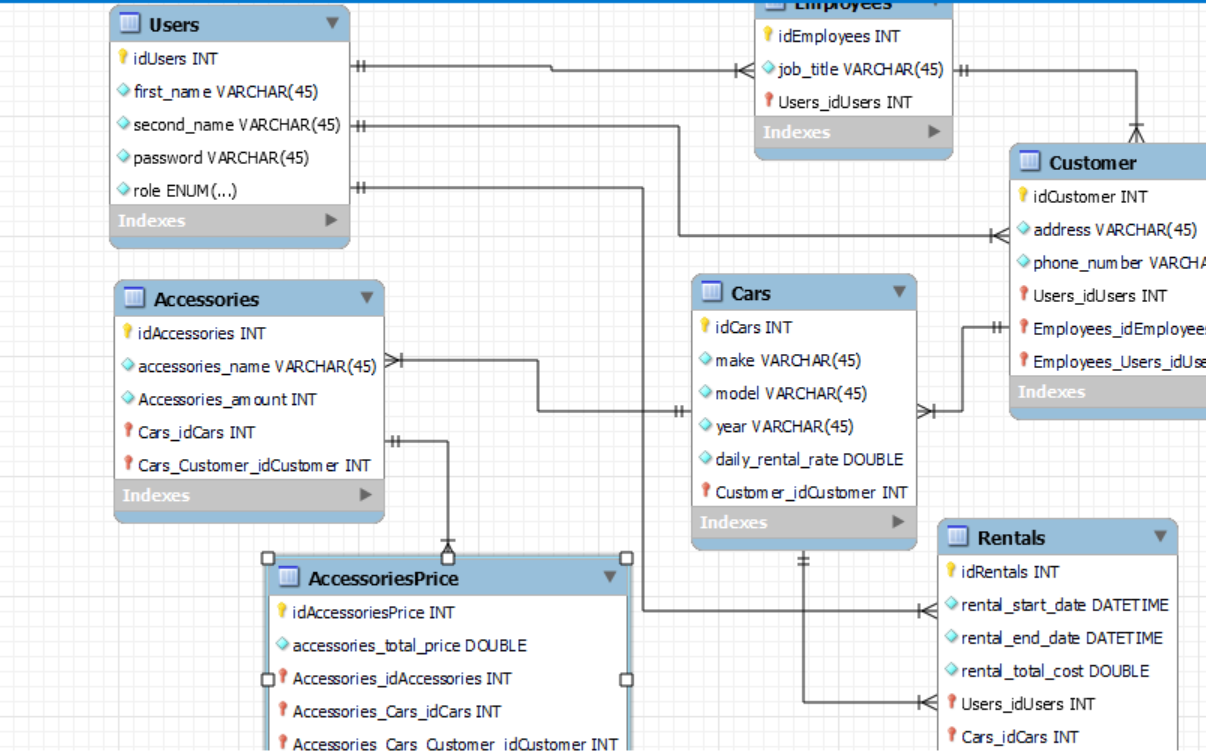 Users
idUsers INT
first_name VARCHAR(45)
second_name VARCHAR(45)
password VARCHAR(45)
role ENUM(...)
Indexes
Employees
idEmployees INT
job_title VARCHAR(45)
Users_idUsers INT
Indexes
Customer
idCustomer INT
address VARCHAR(45)
phone_number
Users_idUsers INT
Indexes
Accessories
idAccessories INT
accessories_name VARCHAR(45)
Accessories_amount INT
Cars_idCars INT
Cars_Customer_idCustomer INT
Indexes
Cars
idCars INT
make VARCHAR(45)
model VARCHAR(45)
year VARCHAR(45)
daily_rental_rate DOUBLE
Customer_idCustomer INT
Indexes
AccessoriesPrice
idAccessoriesPrice INT
accessories_total_price DOUBLE
Accessories_idAccessories INT
Accessories_Cars_idCars INT
Accessories_Cars_Customer_idCustomer INT
Rentals
idRentals INT
rental_start_date DATETIME
rental_end_date DATETIME
rental_total_cost DOUBLE
Users_idUsers INT
Cars_idCars INT